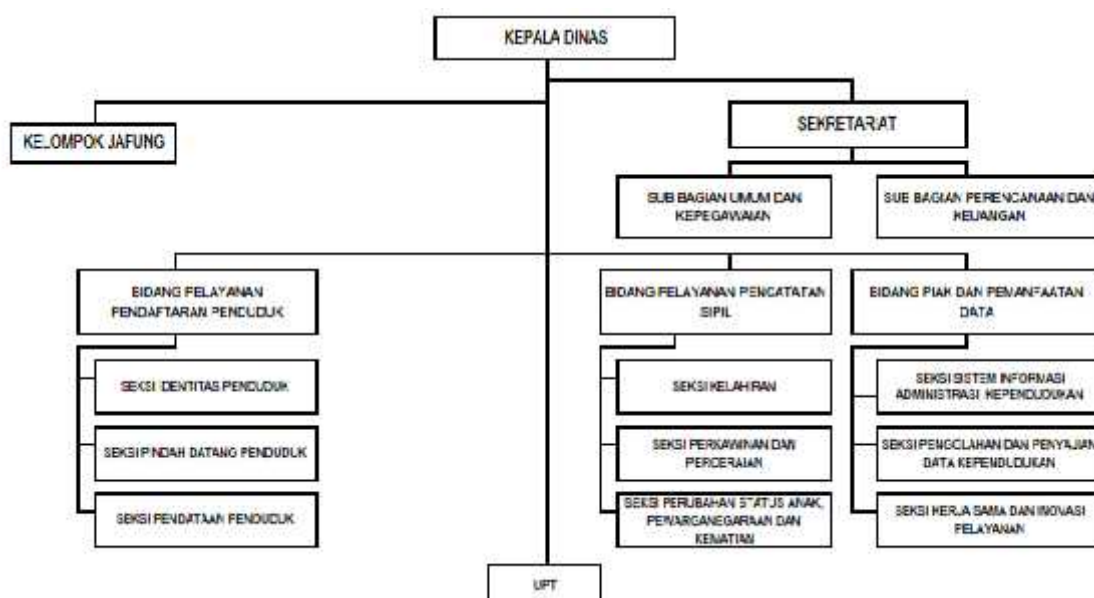 KEPALA DINAS
KELOMPOK JAFUNG
SEKRETARIAT
SUB BAGIAN UMUM DAN
KEPEGAWAIAN
SUB BAGIAN PERENCANAAN DAN
KEUANGAN
BIDANG PELAYANAN
PENDAFTARAN PENDUDUK
BIDANG PELAYANAN PENCATATAN
SIPIL
BIDANG PIAK DAN PEMANFAATAN
DATA
SEKSI IDENTITAS PENDUDUK
SEKSI KELAHIRAN
SEKSI SISTEM INFORMASI
ADMINISTRASI KEPENDUDUKAN
SEKSI PINDAH DATANG PENDUDUK
SEKSI PERKAWINAN DAN
PERCERAIAN
SEKSI PENGOLAHAN DAN PENYAJIAN
DATA KEPENDUDUKAN
SEKSI PENDATAAN PENDUDUK
SEKSI PERUBAHAN STATUS ANAK,
PEWARGANEGARAAN DAN
KEMATIAN
SEKSI KERJA SAMA DAN INOVASI
PELAYANAN
UPT